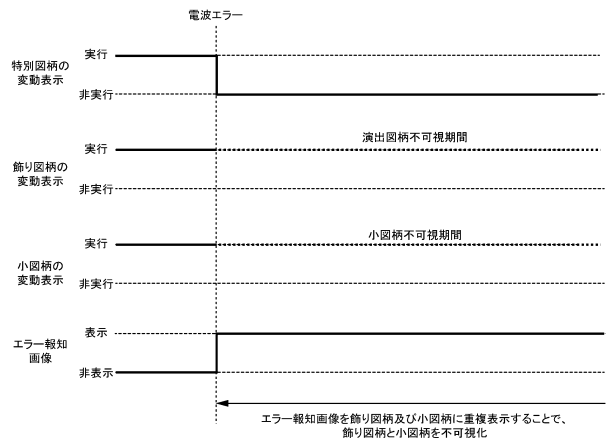 電波エラー
特別図柄の
変動表示
実行
非実行
飾り図柄の
変動表示
実行
演出図柄不可視期間
非実行
小図柄の
変動表示
実行
小図柄不可視期間
非実行
エラー報知
画像
表示
非表示
エラー報知画像を飾り図柄及び小図柄に重複表示することで、
飾り図柄と小図柄を不可視化